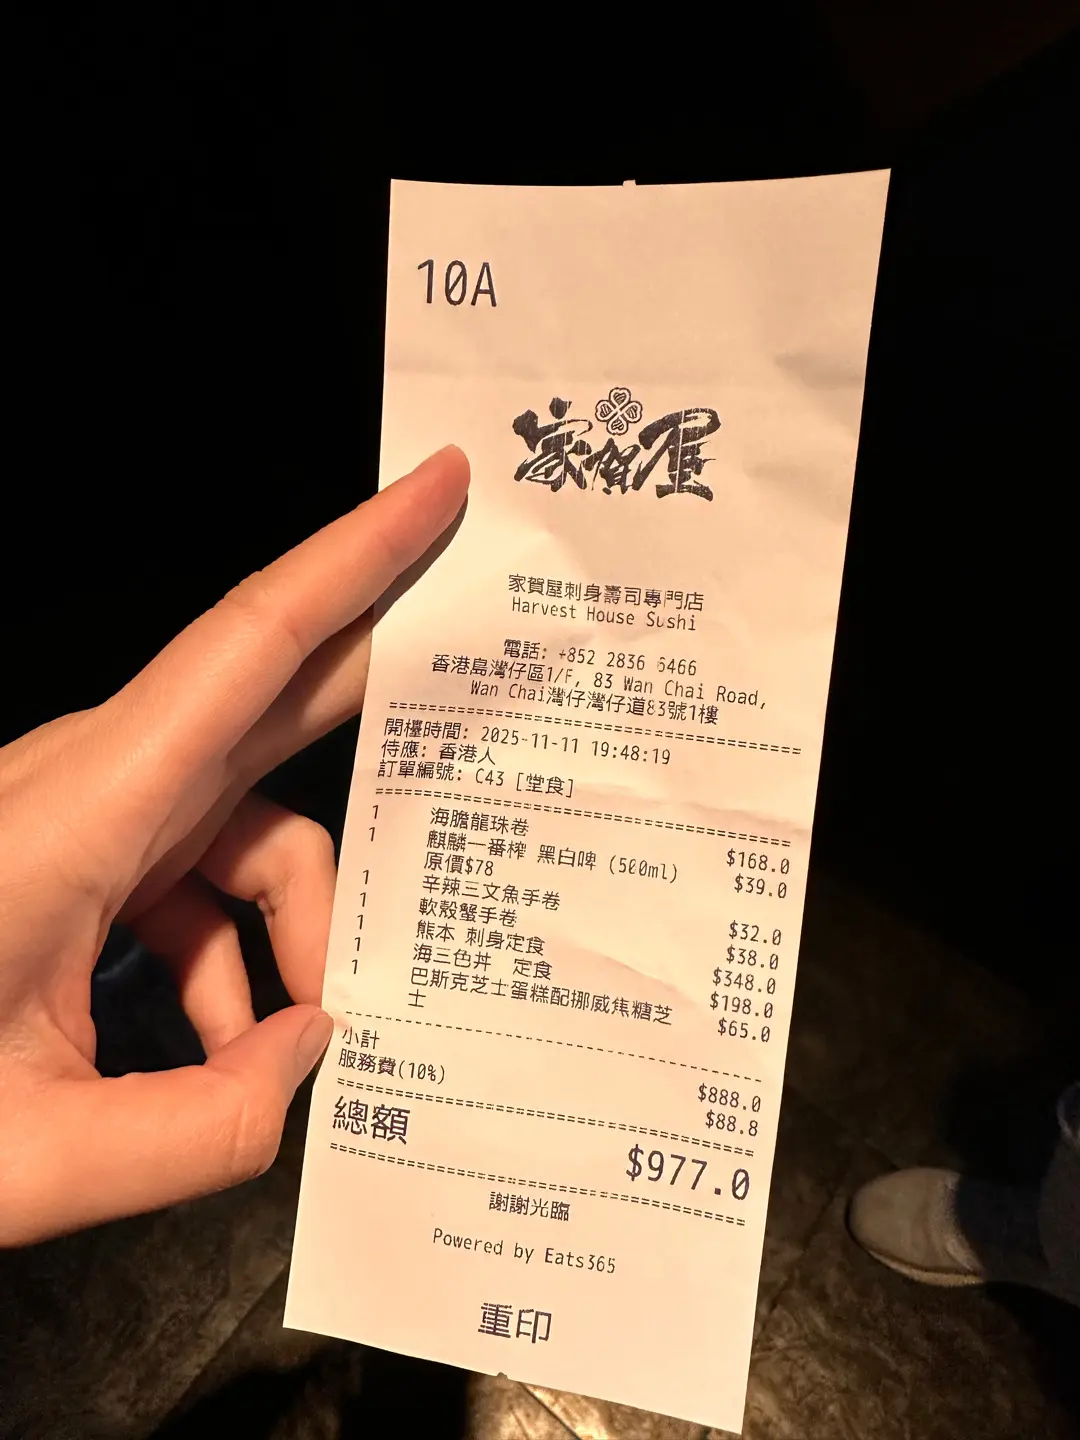 10A
家賀屋
家賀屋刺身壽司專門店
Harvest House Sushi
電話: +852 2836 6466
香港島灣仔區1/F, 83 Wan Chai Road,
Wan Chai灣仔灣仔道83號1樓
開檯時間: 2025-11-11 19:48:19
侍應: 香港人
訂單編號: C43 [堂食]
1 海膽龍珠卷 $168.0
1 麒麟一番榨 黑白啤 (500ml) $39.0
原價$78
1 辛辣三文魚手卷 $32.0
1 軟殼蟹手卷 $38.0
1 熊本 刺身定食 $348.0
1 海三色丼 定食 $198.0
1 巴斯克芝士蛋糕配挪威焦糖芝 $65.0
士
小計 $888.0
服務費(10%) $88.8
總額 $977.0
謝謝光臨
Powered by Eats365
重印